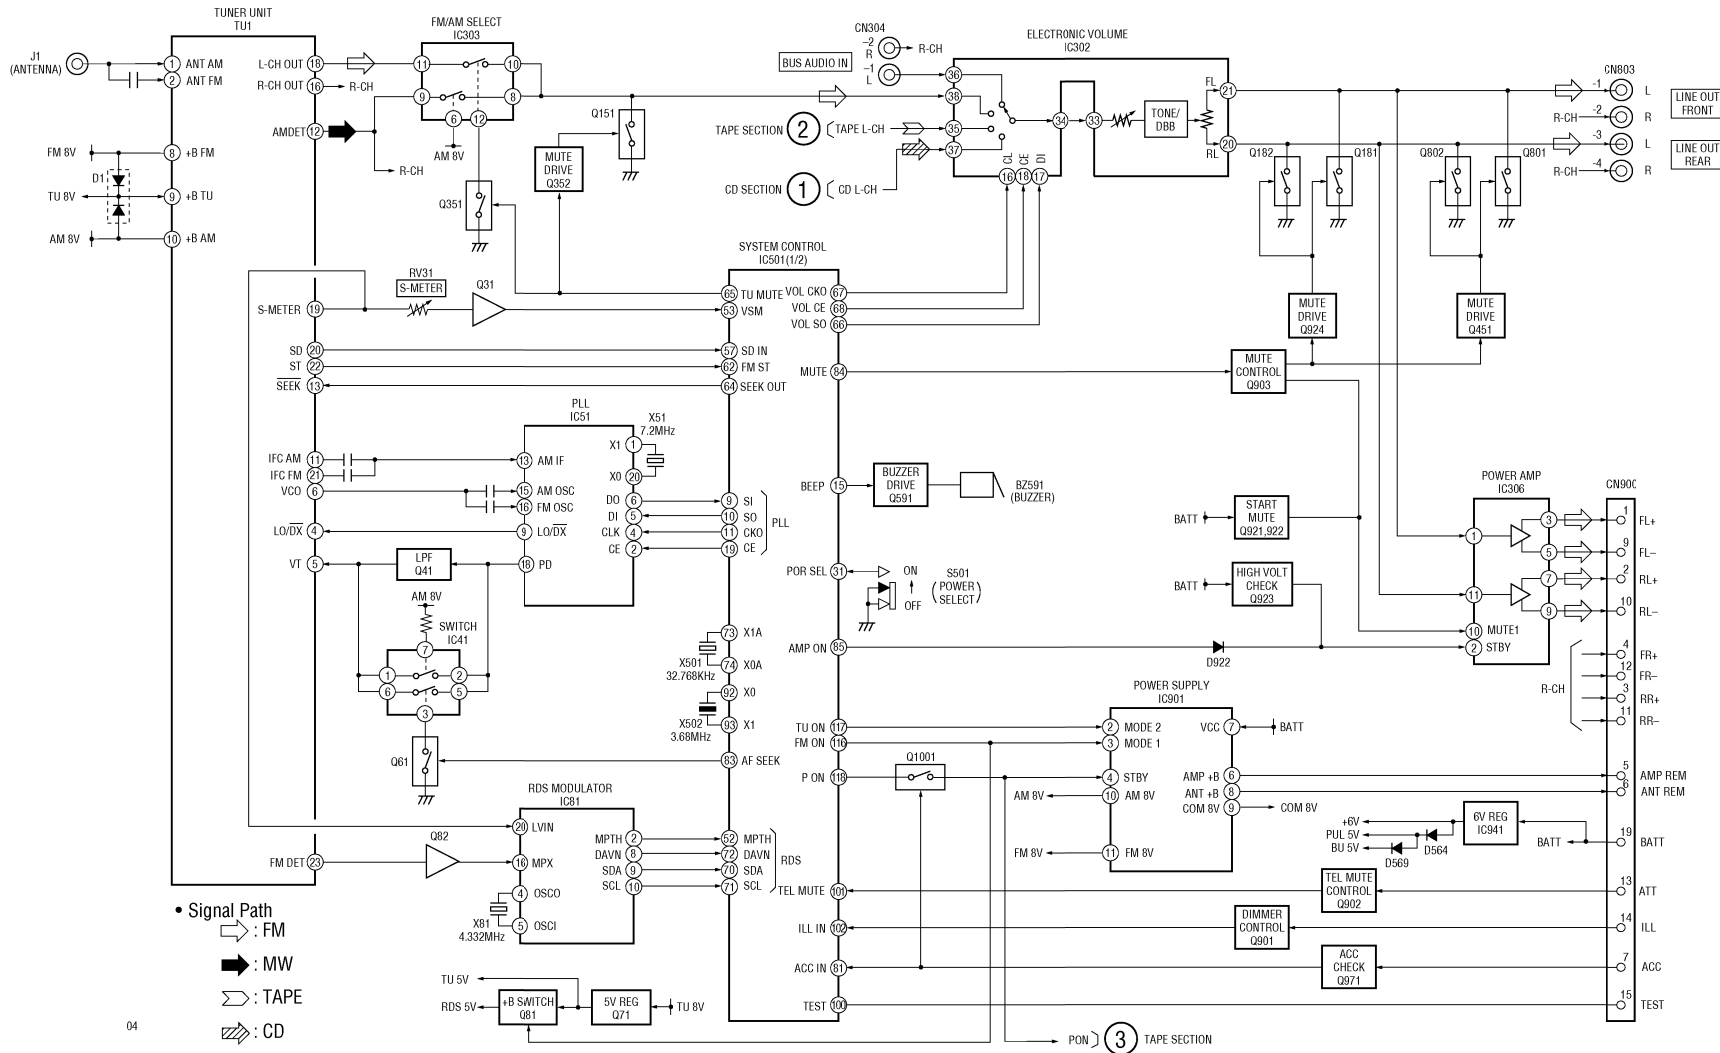 TUNER UNIT
TU1
J1
(ANTENNA)
1 ANT AM
2 ANT FM
L-CH OUT 18
R-CH OUT 16
R-CH
AMDET 12
R-CH
FM 8V
8 +B FM
D1
TU 8V
9 +B TU
AM 8V
10 +B AM
FM/AM SELECT
IC303
11
10
9
8
6
12
AM 8V
Q351
MUTE
DRIVE
Q352
Q151
CN304
-2
R
R-CH
-1
L
BUS AUDIO IN
TAPE SECTION 2 TAPE L-CH
CD SECTION 1 CD L-CH
ELECTRONIC VOLUME
IC302
36
38
35
37
34
33
TONE/
DBB
FL
21
RL
20
CL
CE
DI
16
18
17
CN803
-1 L
-2 R
R-CH
-3 L
-4 R
R-CH
LINE OUT
FRONT
LINE OUT
REAR
Q182
Q181
Q802
Q801
MUTE
DRIVE
Q924
MUTE
DRIVE
Q451
MUTE
CONTROL
Q903
S-METER 19
RV31
S-METER
Q31
SD 20
ST 22
SEEK 13
SYSTEM CONTROL
IC501(1/2)
65 TU MUTE
53 VSM
57 SD IN
62 FM ST
64 SEEK OUT
VOL CKO 67
VOL CE 68
VOL SO 66
MUTE 84
IFC AM 11
IFC FM 21
VCO 6
LO/DX 4
VT 5
PLL
IC51
13 AM IF
15 AM OSC
16 FM OSC
9 LO/DX
18 PD
X1 1
X0 20
X51
7.2MHz
DO 6
DI 5
CLK 4
CE 2
9 SI
10 SO
11 CKO
19 CE
PLL
LPF
Q41
AM 8V
SWITCH
IC41
7
1
2
6
5
3
Q61
BEEP 15
BUZZER
DRIVE
Q591
BZ591
(BUZZER)
POR SEL 31
ON
OFF
S501
(POWER
SELECT)
AMP ON 85
D922
BATT
START
MUTE
Q921,922
BATT
HIGH VOLT
CHECK
Q923
POWER AMP
IC306
1
11
10 MUTE1
2 STBY
3
5
7
9
CN900
1 FL+
9 FL–
2 RL+
10 RL–
4 FR+
12 FR–
3 RR+
11 RR–
R-CH
5 AMP REM
6 ANT REM
19 BATT
13 ATT
14 ILL
7 ACC
15 TEST
73 X1A
X501
32.768KHz
74 X0A
92 X0
X502
3.68MHz
93 X1
83 AF SEEK
TU ON 117
FM ON 116
P ON 118
Q1001
POWER SUPPLY
IC901
2 MODE 2
3 MODE 1
4 STBY
10 AM 8V
AM 8V
11 FM 8V
FM 8V
VCC 7
BATT
AMP +B 6
ANT +B 8
COM 8V 9
COM 8V
+6V
PUL 5V
BU 5V
D569
D564
6V REG
IC941
BATT
RDS MODULATOR
IC81
20 LVIN
16 MPX
4 OSCO
5 OSCI
X81
4.332MHz
FM DET 23
Q82
MPTH 2
DAVN 8
SDA 9
SCL 10
52 MPTH
72 DAVN
70 SDA
71 SCL
RDS
TEL MUTE 101
ILL IN 102
ACC IN 81
TEST 100
TEL MUTE
CONTROL
Q902
DIMMER
CONTROL
Q901
ACC
CHECK
Q971
TU 5V
RDS 5V
+B SWITCH
Q81
5V REG
Q71
TU 8V
PON 3 TAPE SECTION
• Signal Path
: FM
: MW
: TAPE
: CD
04